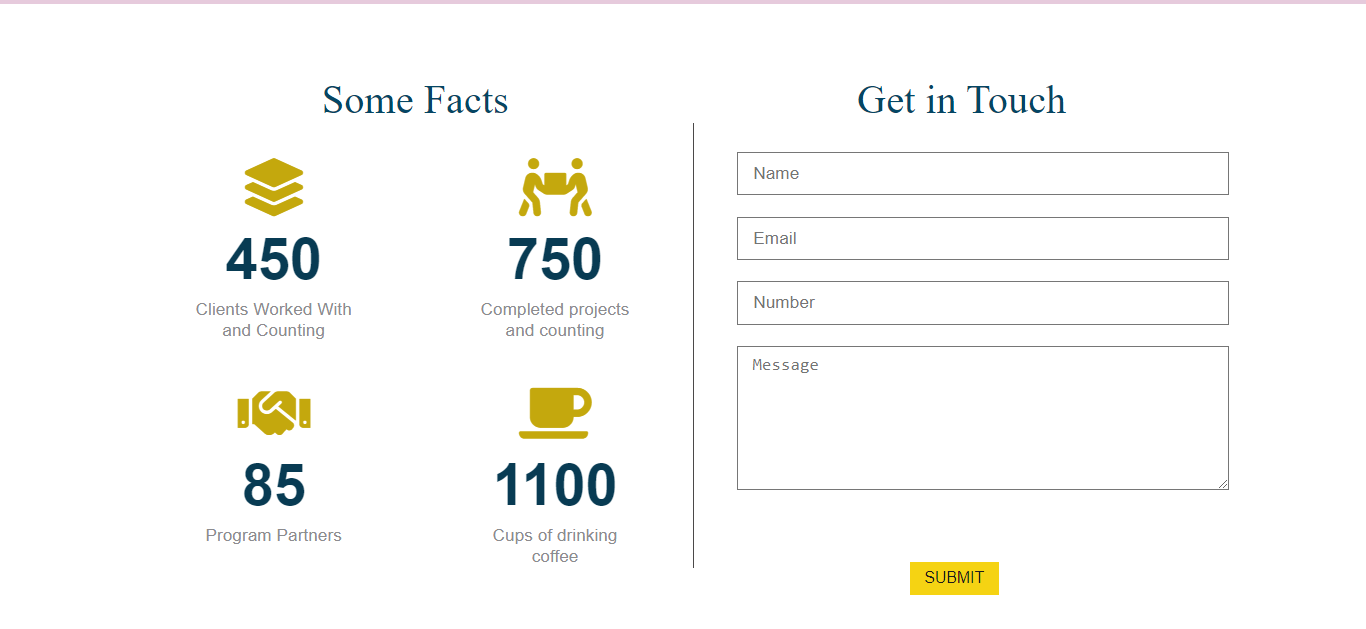 Some Facts
450
Clients Worked With
and Counting
750
Completed projects
and counting
85
Program Partners
1100
Cups of drinking
coffee
Get in Touch
Name
Email
Number
Message
SUBMIT